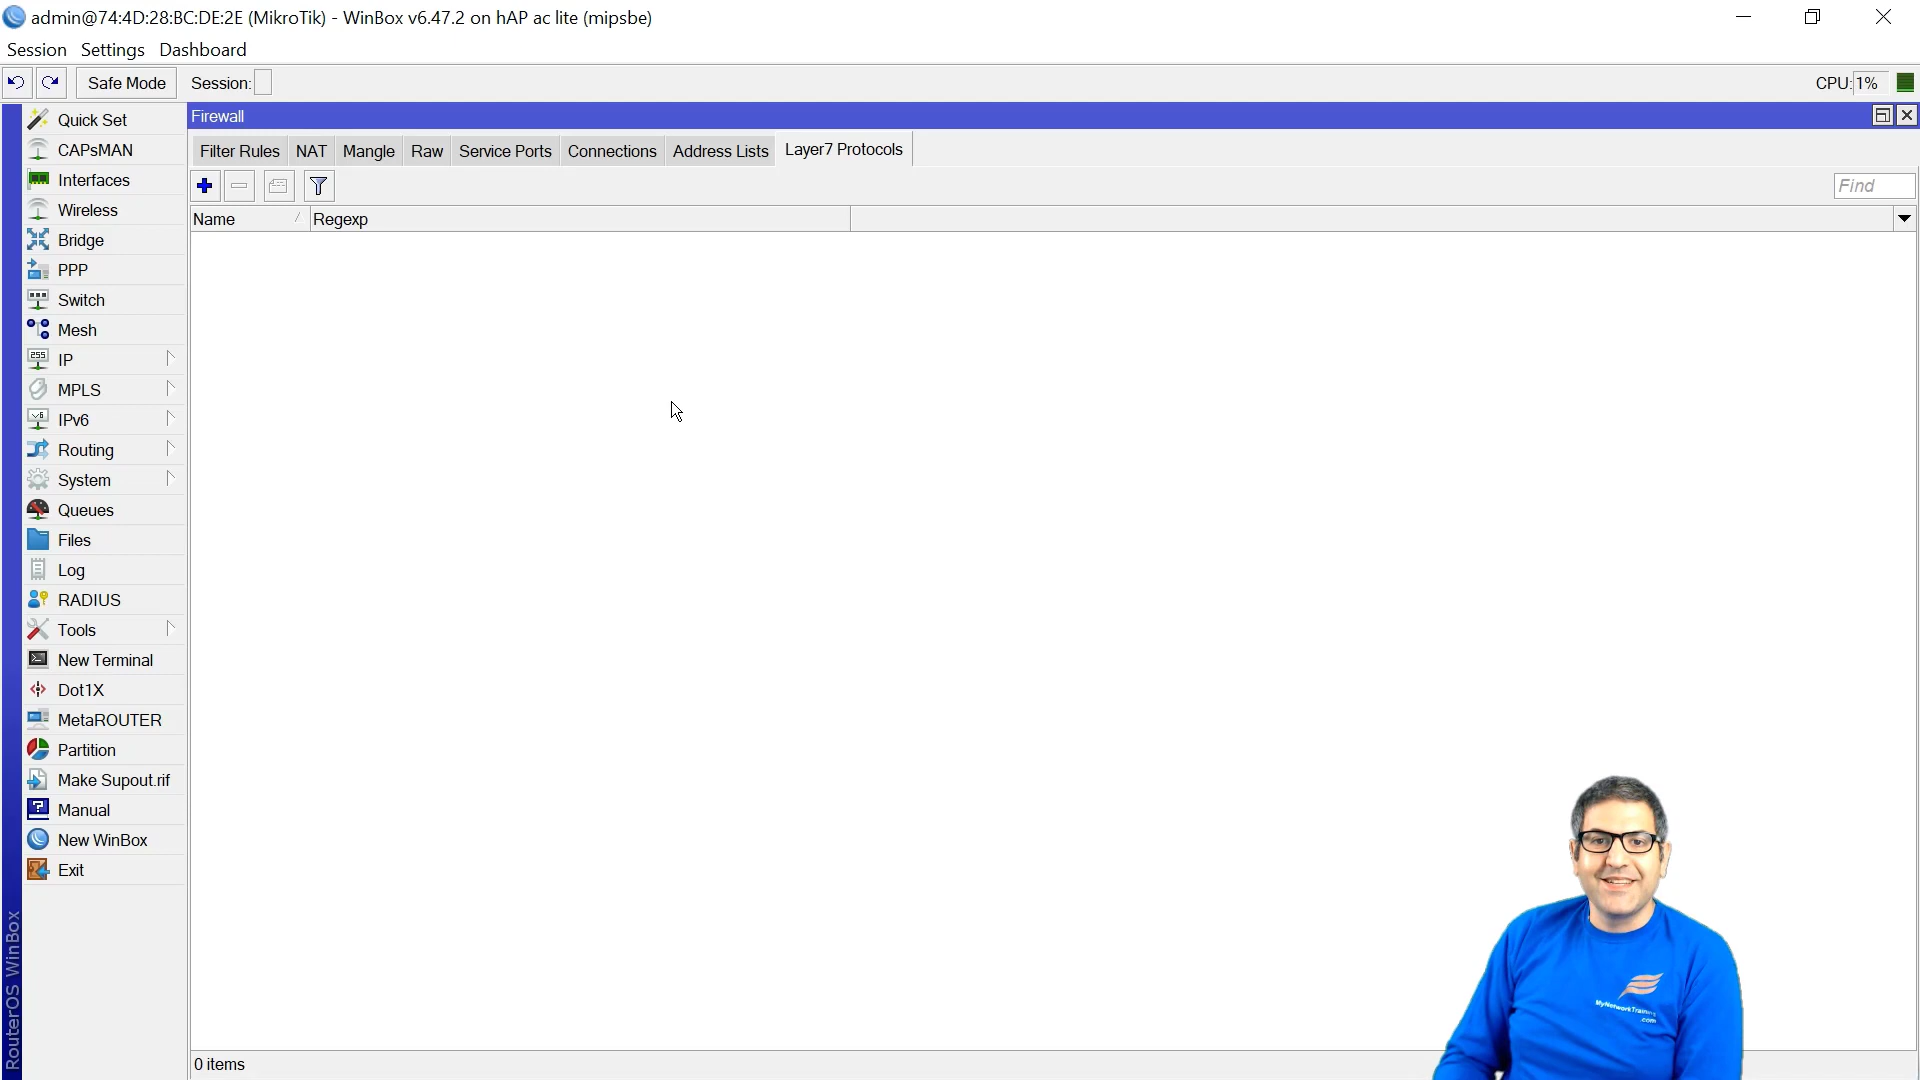 admin@74:4D:28:BC:DE:2E (MikroTik) - WinBox v6.47.2 on hAP ac lite (mipsbe)
Session Settings Dashboard
Safe Mode Session: CPU: 1%
Firewall
Filter Rules NAT Mangle Raw Service Ports Connections Address Lists Layer7 Protocols
Find
Name Regexp
Quick Set
CAPsMAN
Interfaces
Wireless
Bridge
PPP
Switch
Mesh
255 IP
MPLS
v6 IPv6
Routing
System
Queues
Files
Log
RADIUS
Tools
New Terminal
Dot1X
MetaROUTER
Partition
Make Supout.rif
Manual
New WinBox
Exit
RouterOS WinBox
MyNetworkTraining
.com
0 items